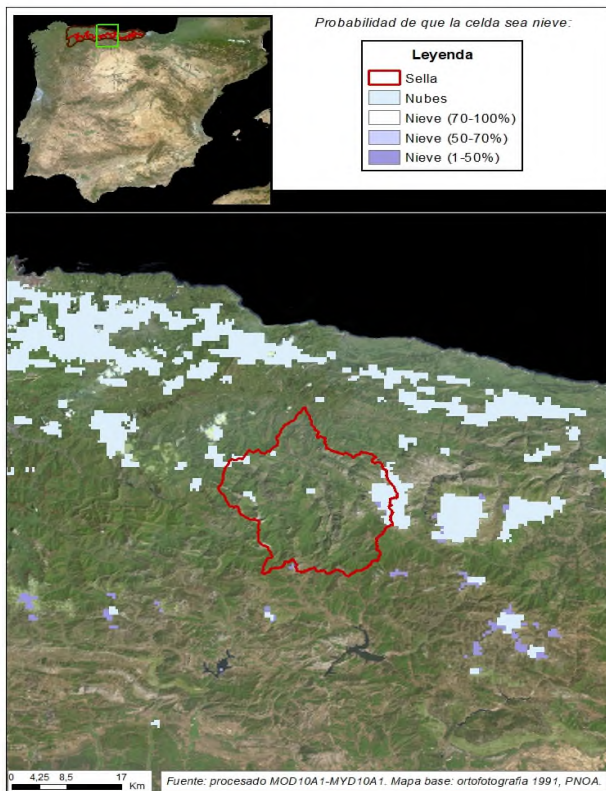 Probabilidad de que la celda sea nieve:
Leyenda
Sella
Nubes
Nieve (70-100%)
Nieve (50-70%)
Nieve (1-50%)
0 4,25 8,5 17
Km
Fuente: procesado MOD10A1-MYD10A1. Mapa base: ortofotografia 1991, PNOA.